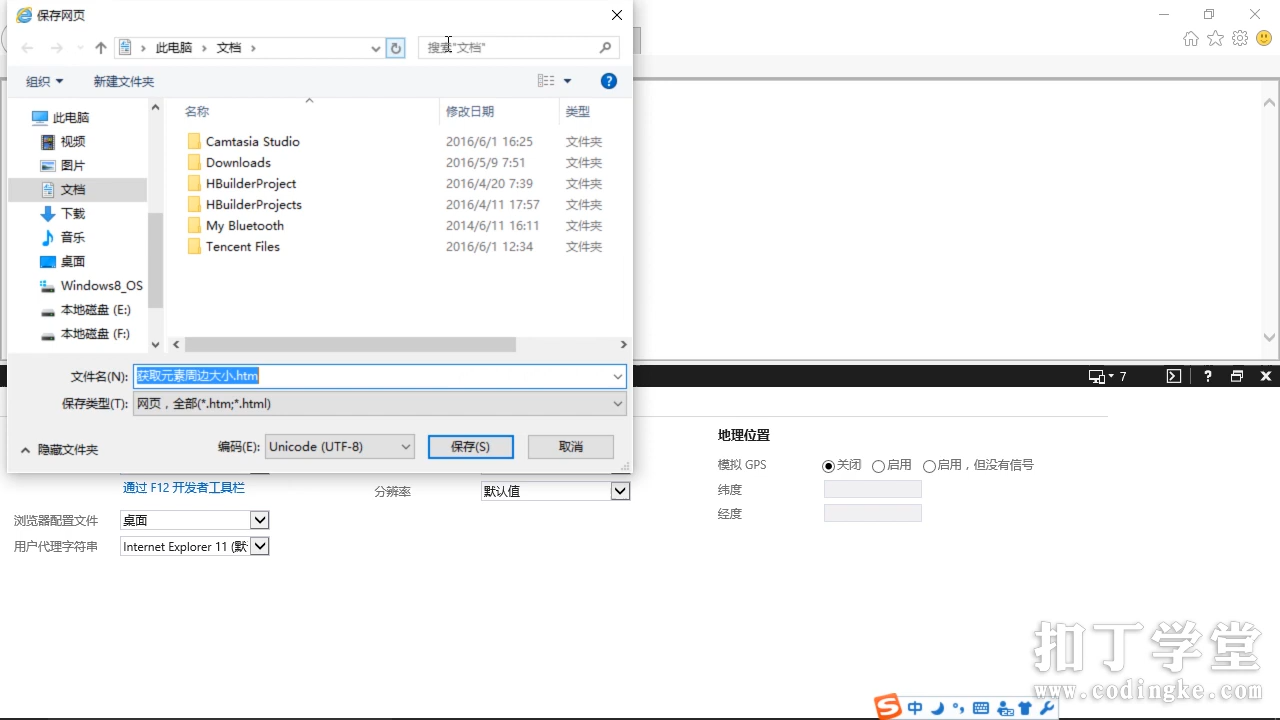 保存网页
此电脑 文档
搜索"文档"
组织 新建文件夹
名称 修改日期 类型
此电脑
视频
图片
文档
下载
音乐
桌面
Windows8_OS
本地磁盘 (E:)
本地磁盘 (F:)
Camtasia Studio 2016/6/1 16:25 文件夹
Downloads 2016/5/9 7:51 文件夹
HBuilderProject 2016/4/20 7:39 文件夹
HBuilderProjects 2016/4/11 17:57 文件夹
My Bluetooth 2014/6/11 16:11 文件夹
Tencent Files 2016/6/1 12:34 文件夹
文件名(N): 获取元素周边大小.htm
保存类型(T): 网页，全部(*.htm;*.html)
隐藏文件夹 编码(E): Unicode (UTF-8) 保存(S) 取消
7 ?
通过 F12 开发者工具栏
浏览器配置文件 桌面
用户代理字符串 Internet Explorer 11 (默
分辨率 默认值
地理位置
模拟 GPS 关闭 启用 启用，但没有信号
纬度
经度
扣丁学堂
www.codingke.com
S 中